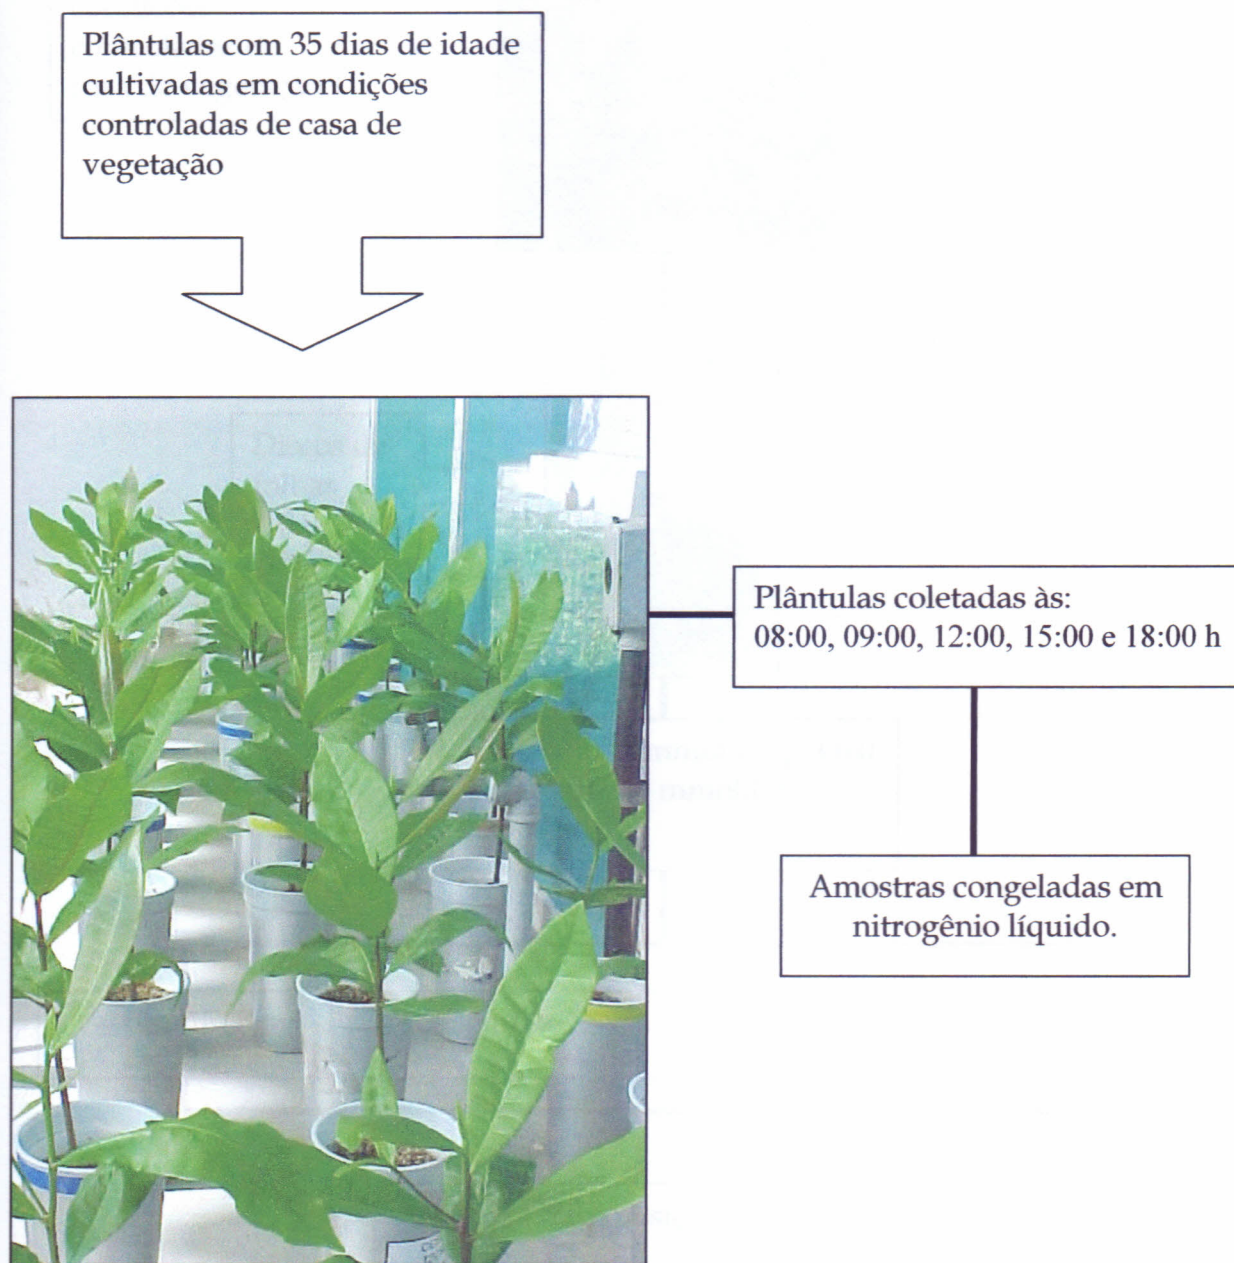 Plântulas com 35 dias de idade
cultivadas em condições
controladas de casa de
vegetação
Plântulas coletadas às:
08:00, 09:00, 12:00, 15:00 e 18:00 h
Amostras congeladas em
nitrogênio líquido.